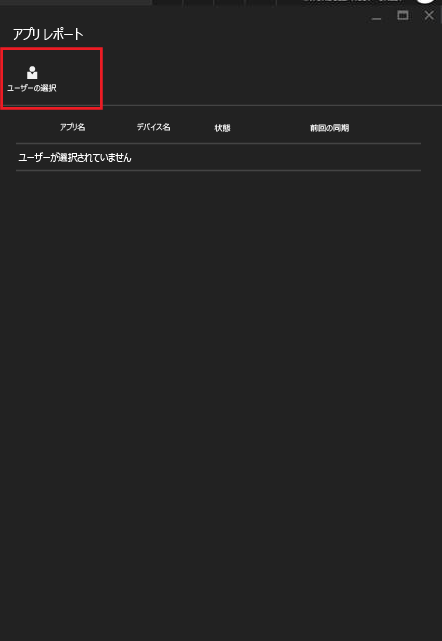 アプリ レポート
ユーザーの選択
アプリ名 デバイス名 状態 前回の同期
ユーザーが選択されていません